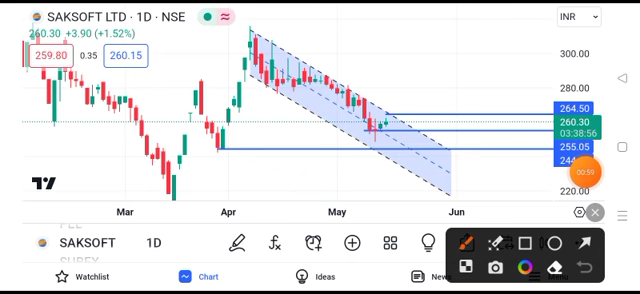 SAKSOFT LTD · 1D · NSE
INR
260.30 +3.90 (+1.52%)
259.80 0.35 260.15
300.00
280.00
264.50
260.30
03:38:56
255.05
244
220.00
00:59
Mar Apr May Jun
SAKSOFT 1D
Watchlist Chart Ideas News